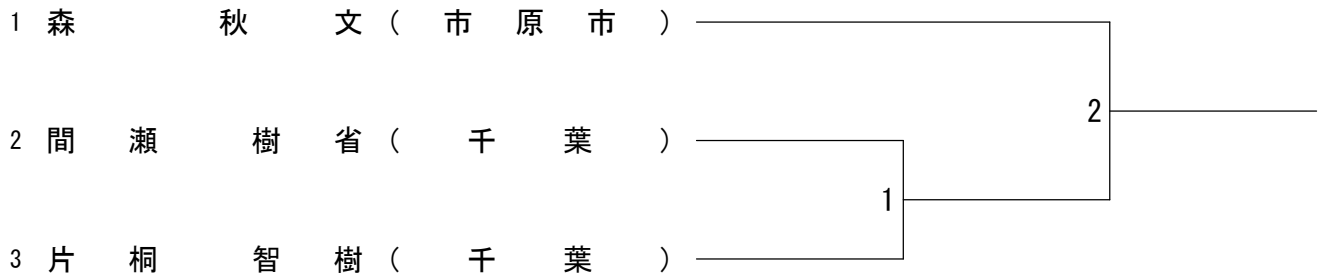 1 森 秋 文 ( 市 原 市 )
2
2 間 瀬 樹 省 ( 千 葉 )
1
3 片 桐 智 樹 ( 千 葉 )